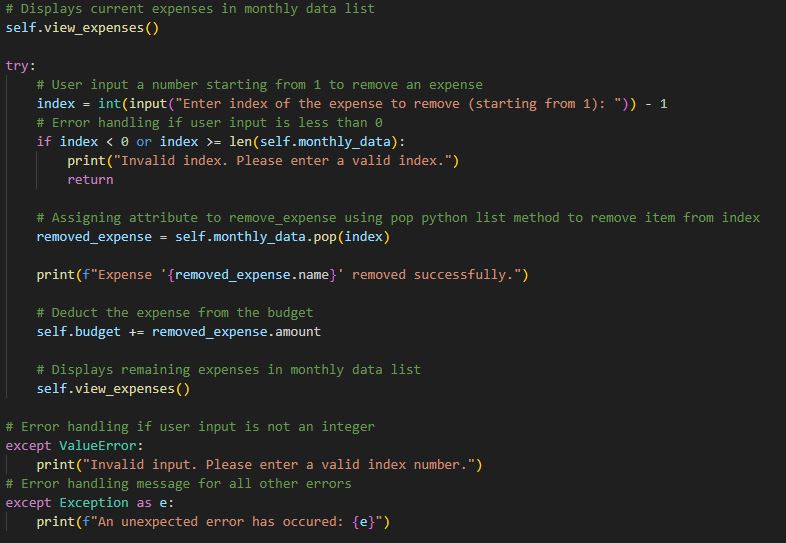 # Displays current expenses in monthly data list
self.view_expenses()
try:
# User input a number starting from 1 to remove an expense
index = int(input("Enter index of the expense to remove (starting from 1): ")) - 1
# Error handling if user input is less than 0
if index < 0 or index >= len(self.monthly_data):
print("Invalid index. Please enter a valid index.")
return
# Assigning attribute to remove_expense using pop python list method to remove item from index
removed_expense = self.monthly_data.pop(index)
print(f"Expense '{removed_expense.name}' removed successfully.")
# Deduct the expense from the budget
self.budget += removed_expense.amount
# Displays remaining expenses in monthly data list
self.view_expenses()
# Error handling if user input is not an integer
except ValueError:
print("Invalid input. Please enter a valid index number.")
# Error handling message for all other errors
except Exception as e:
print(f"An unexpected error has occured: {e}")